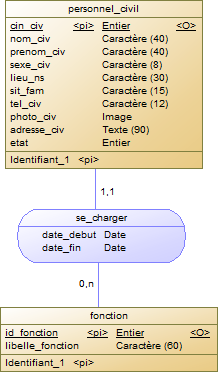 personnel_civil
cin_civ <pi> Entier <O>
nom_civ Caractère (40)
prenom_civ Caractère (40)
sexe_civ Caractère (8)
lieu_ns Caractère (30)
sit_fam Caractère (15)
tel_civ Caractère (12)
photo_civ Image
adresse_civ Texte (90)
etat Entier
Identifiant_1 <pi>
1,1
se_charger
date_debut Date
date_fin Date
0,n
fonction
id_fonction <pi> Entier <O>
libelle_fonction Caractère (60)
Identifiant_1 <pi>